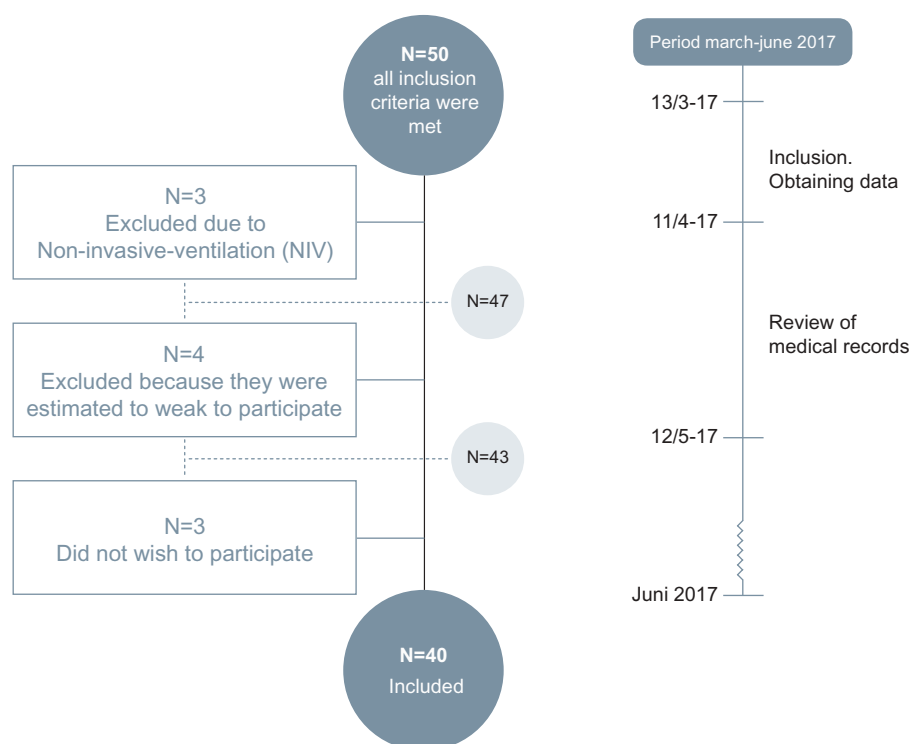 N=50
all inclusion
criteria were
met
N=3
Excluded due to
Non-invasive-ventilation (NIV)
N=47
N=4
Excluded because they were
estimated to weak to participate
N=43
N=3
Did not wish to participate
N=40
Included
Period march-june 2017
13/3-17
Inclusion.
Obtaining data
11/4-17
Review of
medical records
12/5-17
Juni 2017